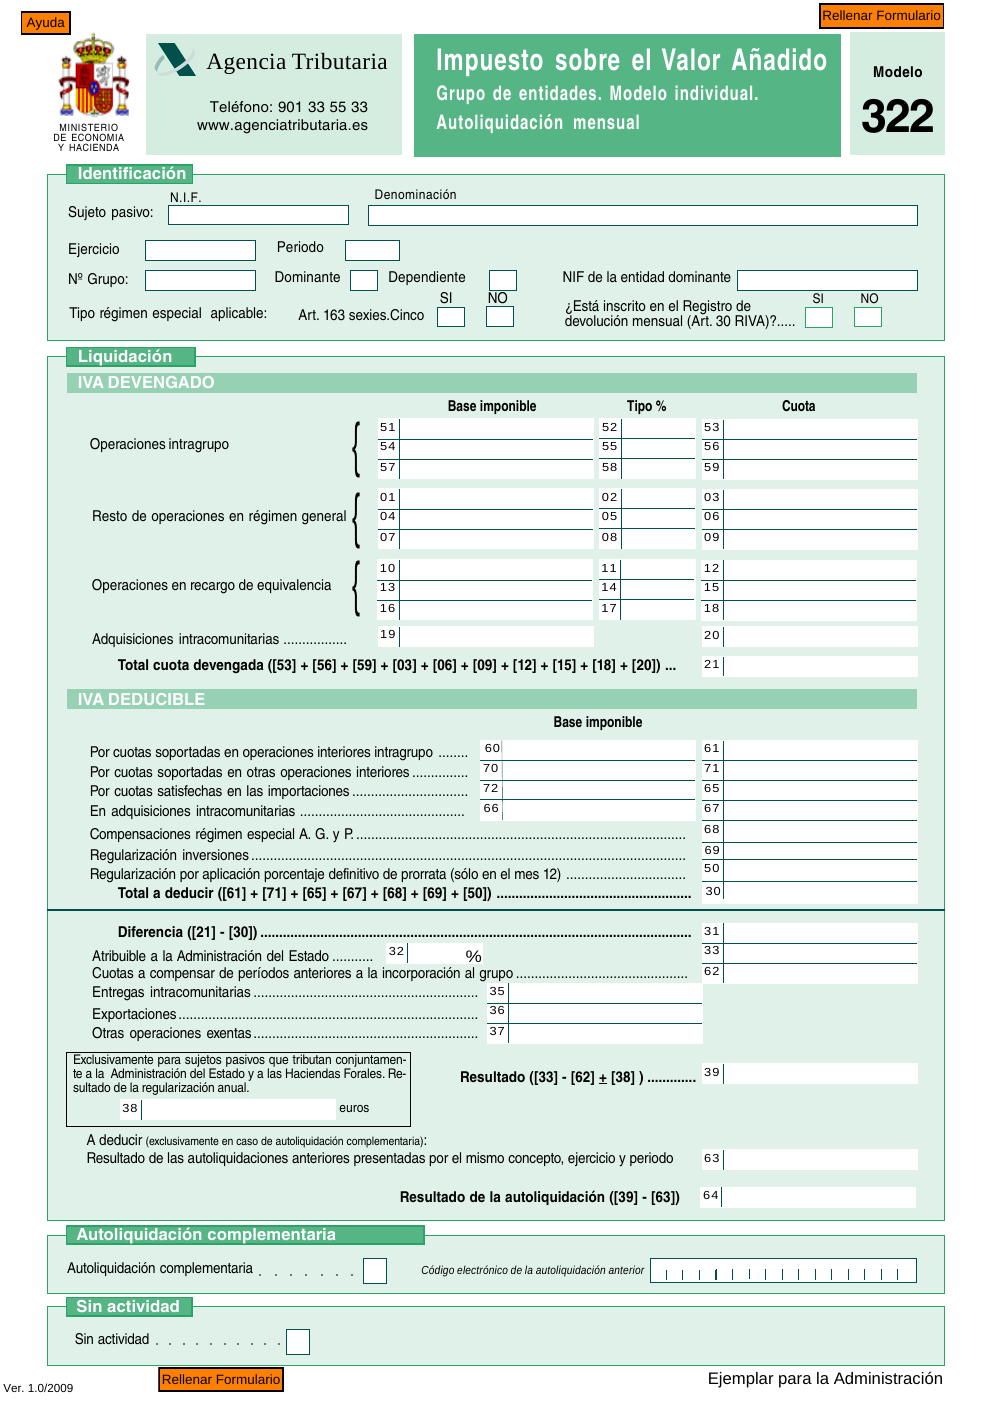 Ayuda
Rellenar Formulario
MINISTERIO
DE ECONOMIA
Y HACIENDA
Agencia Tributaria
Teléfono: 901 33 55 33
www.agenciatributaria.es
Impuesto sobre el Valor Añadido
Grupo de entidades. Modelo individual.
Autoliquidación mensual
Modelo
322
Identificación
N.I.F. Denominación
Sujeto pasivo:
Ejercicio Periodo
Nº Grupo: Dominante Dependiente NIF de la entidad dominante
SI NO SI NO
Tipo régimen especial aplicable: Art. 163 sexies.Cinco
¿Está inscrito en el Registro de
devolución mensual (Art. 30 RIVA)?.....
Liquidación
IVA DEVENGADO
Base imponible Tipo % Cuota
51 52 53
Operaciones intragrupo { 54 55 56
57 58 59
01 02 03
Resto de operaciones en régimen general { 04 05 06
07 08 09
10 11 12
Operaciones en recargo de equivalencia { 13 14 15
16 17 18
Adquisiciones intracomunitarias ................. 19 20
Total cuota devengada ([53] + [56] + [59] + [03] + [06] + [09] + [12] + [15] + [18] + [20]) ... 21
IVA DEDUCIBLE
Base imponible
Por cuotas soportadas en operaciones interiores intragrupo ........ 60 61
Por cuotas soportadas en otras operaciones interiores ............... 70 71
Por cuotas satisfechas en las importaciones ............................... 72 65
En adquisiciones intracomunitarias ............................................ 66 67
Compensaciones régimen especial A. G. y P. ........................................................................................ 68
Regularización inversiones .................................................................................................................... 69
Regularización por aplicación porcentaje definitivo de prorrata (sólo en el mes 12) ................................ 50
Total a deducir ([61] + [71] + [65] + [67] + [68] + [69] + [50]) .................................................... 30
Diferencia ([21] - [30]) .................................................................................................................. 31
Atribuible a la Administración del Estado ........... 32 % 33
Cuotas a compensar de períodos anteriores a la incorporación al grupo .............................................. 62
Entregas intracomunitarias ............................................................ 35
Exportaciones ................................................................................ 36
Otras operaciones exentas ............................................................ 37
Exclusivamente para sujetos pasivos que tributan conjuntamen-
te a la Administración del Estado y a las Haciendas Forales. Re-
sultado de la regularización anual.
38 euros
Resultado ([33] - [62] ± [38] ) ............. 39
A deducir (exclusivamente en caso de autoliquidación complementaria):
Resultado de las autoliquidaciones anteriores presentadas por el mismo concepto, ejercicio y periodo 63
Resultado de la autoliquidación ([39] - [63]) 64
Autoliquidación complementaria
Autoliquidación complementaria . . . . . . . Código electrónico de la autoliquidación anterior
Sin actividad
Sin actividad . . . . . . . . . .
Rellenar Formulario
Ejemplar para la Administración
Ver. 1.0/2009